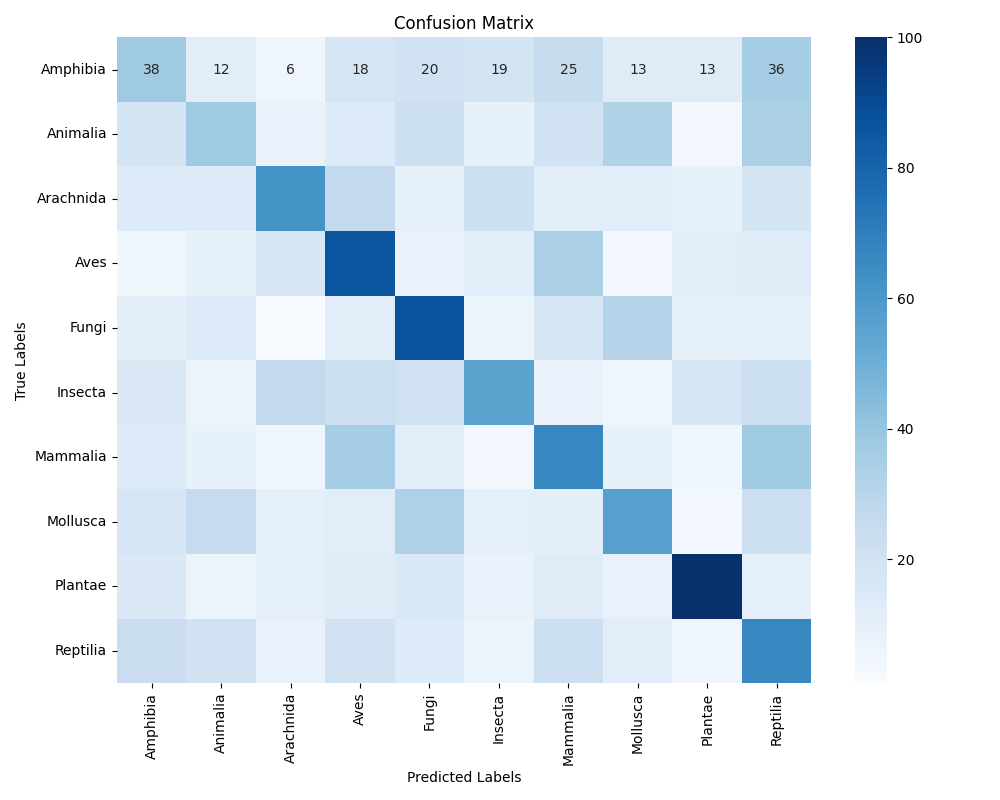 Confusion Matrix
True Labels
Amphibia 38 12 6 18 20 19 25 13 13 36
Animalia
Arachnida
Aves
Fungi
Insecta
Mammalia
Mollusca
Plantae
Reptilia
Amphibia Animalia Arachnida Aves Fungi Insecta Mammalia Mollusca Plantae Reptilia
Predicted Labels
100
80
60
40
20